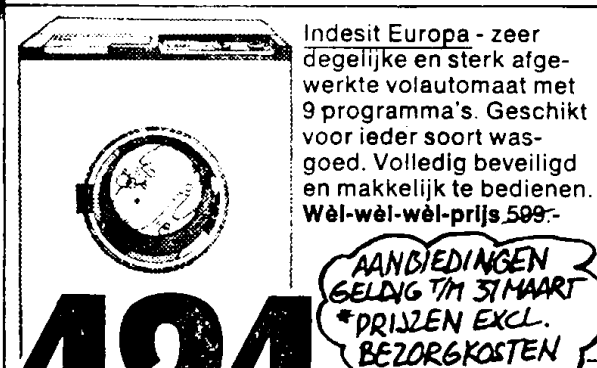 Indesit Europa - zeer
degelijke en sterk afge-
werkte volautomaat met
9 programma's. Geschikt
voor ieder soort was-
goed. Volledig beveiligd
en makkelijk te bedienen.
Wèl-wèl-wèl-prijs 599.-
AANBIEDINGEN
GELDIG T/M 31 MAART
*PRIJZEN EXCL.
BEZORGKOSTEN